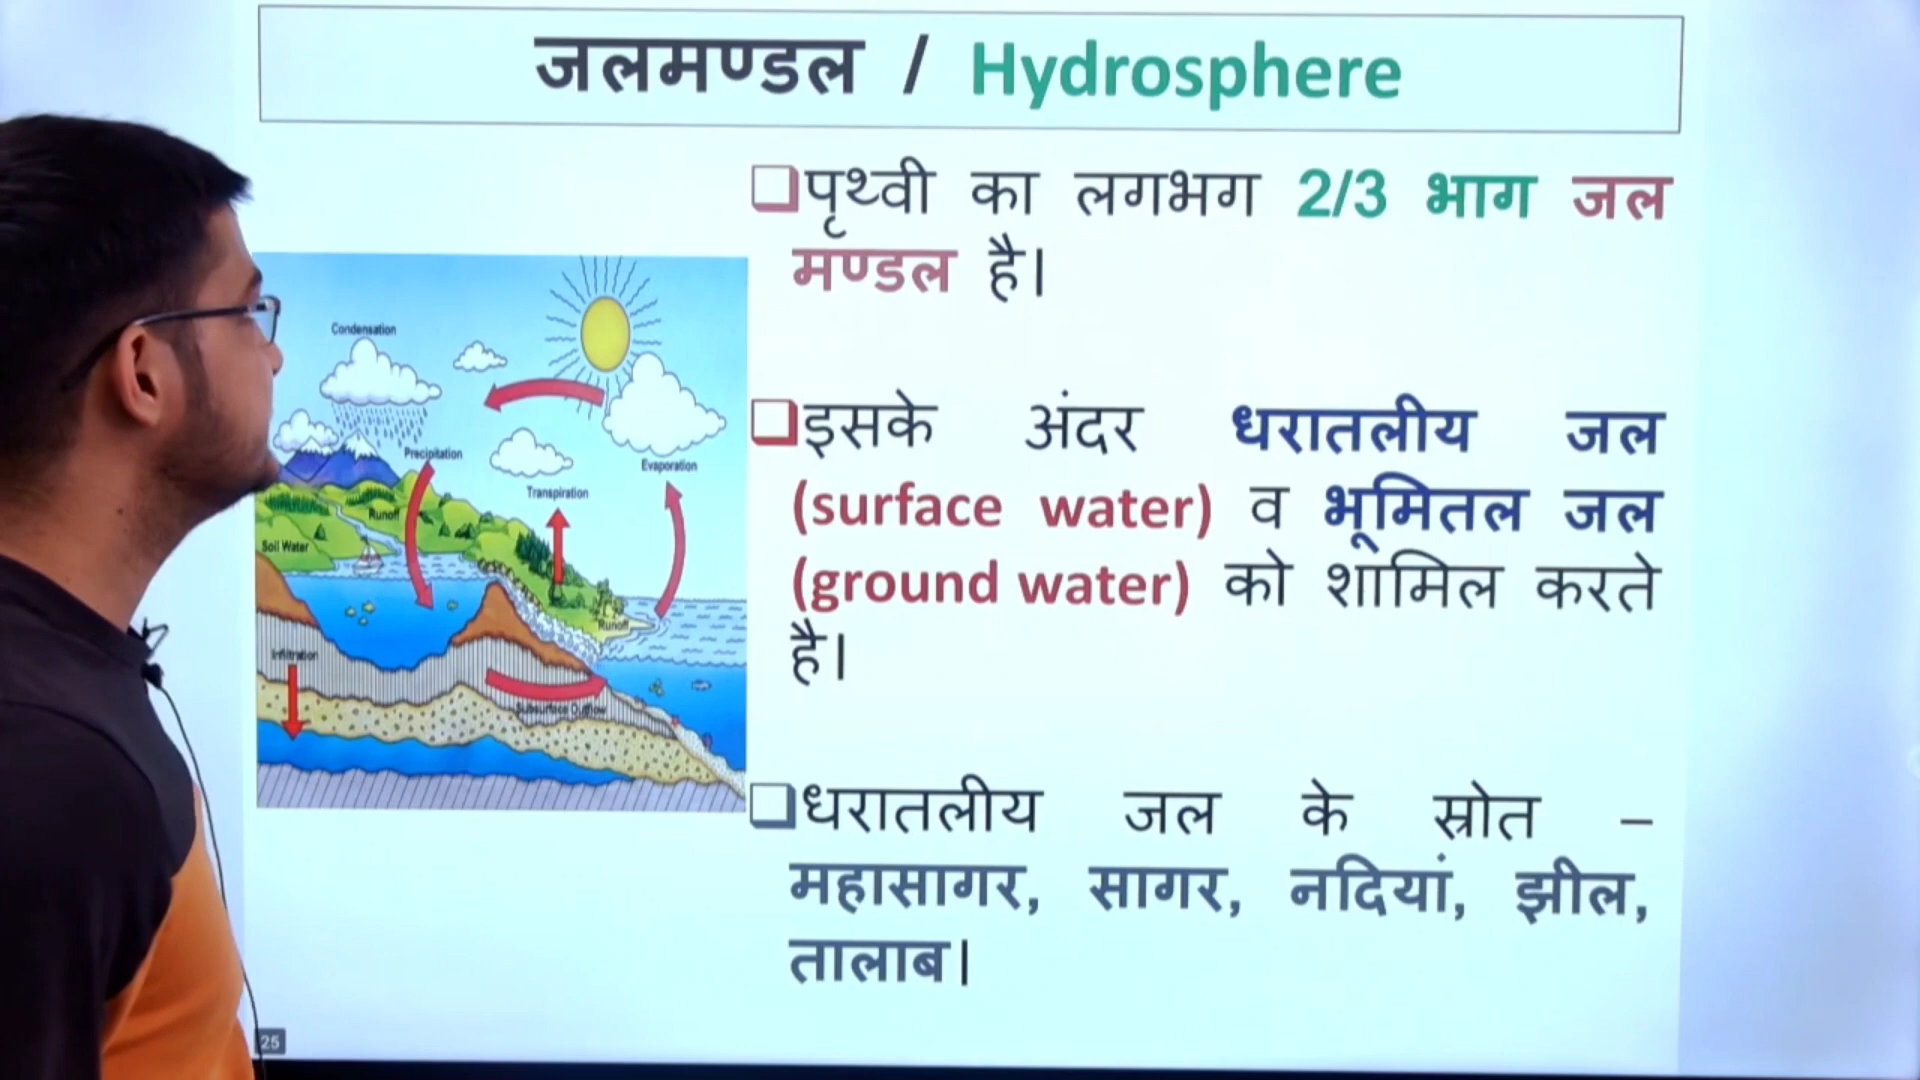 जलमण्डल / Hydrosphere
पृथ्वी का लगभग 2/3 भाग जल
मण्डल है।
इसके अंदर धरातलीय जल
(surface water) व भूमितल जल
(ground water) को शामिल करते
है।
धरातलीय जल के स्रोत –
महासागर, सागर, नदियां, झील,
तालाब।
Condensation
Precipitation
Evaporation
Transpiration
Runoff
Soil Water
Runoff
Infiltration
Subsurface Outflow
25